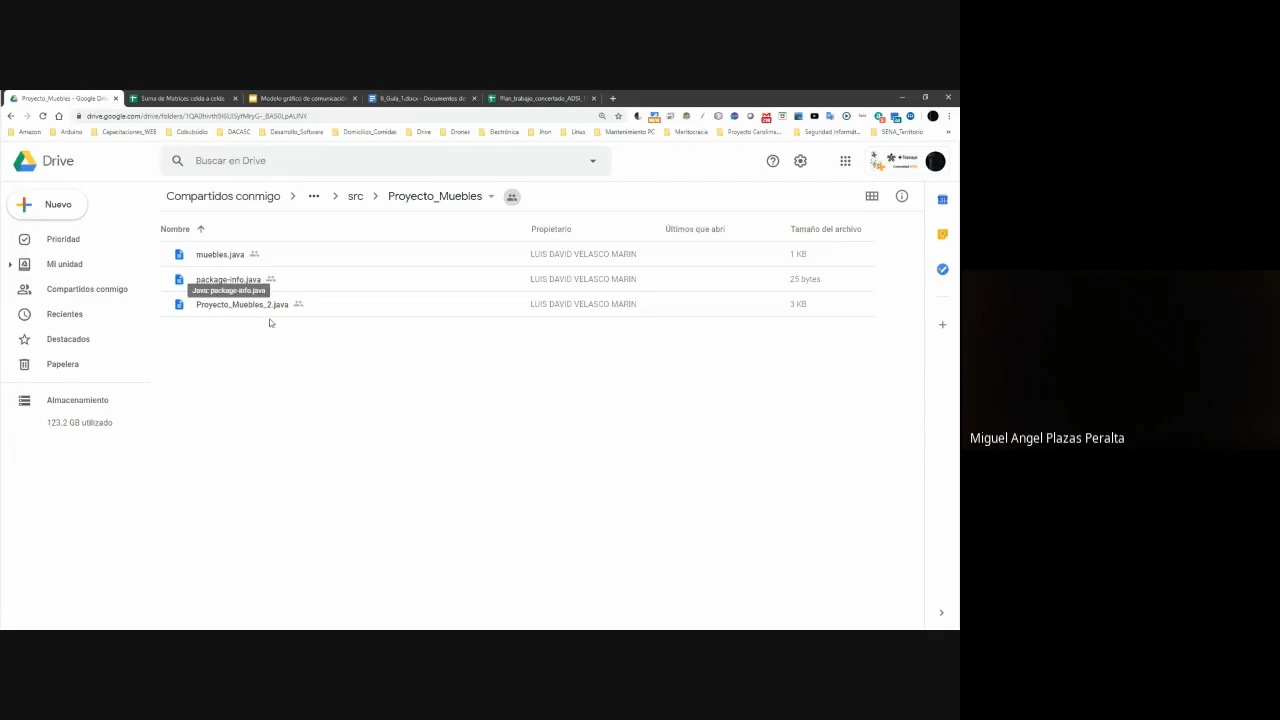 Proyecto_Muebles - Google Dri
Suma de Matrices celda a celda
Modelo gráfico de comunicación
6_Guía_1.docx - Documentos de
Plan_trabajo_concertado_ADSI_
drive.google.com/drive/folders/
Amazon
Arduino
Capacitaciones_WEB
Colsubsidio
DACASC
Desarrollo_Software
Domicilios_Comidas
Drive
Drones
Electrónica
Jhon
Linux
Mantenimiento PC
Meritocracia
Proyecto Carolina...
Seguridad Informát...
SENA_Territorio
Drive
Buscar en Drive
Nuevo
Compartidos conmigo > ... > src > Proyecto_Muebles
Nombre
Propietario
Últimos que abrí
Tamaño del archivo
muebles.java
LUIS DAVID VELASCO MARIN
1 KB
package-info.java
LUIS DAVID VELASCO MARIN
25 bytes
Java: package-info.java
Proyecto_Muebles_2.java
LUIS DAVID VELASCO MARIN
3 KB
Prioridad
Mi unidad
Compartidos conmigo
Recientes
Destacados
Papelera
Almacenamiento
123.2 GB utilizado
Miguel Angel Plazas Peralta